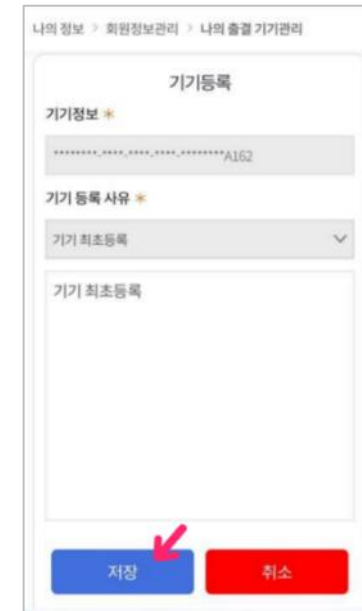 나의 정보 > 회원정보관리 > 나의 출결 기기관리
기기등록
기기정보 *
********-****-****-****-********A162
기기 등록 사유 *
기기 최초등록
기기 최초등록
저장
취소